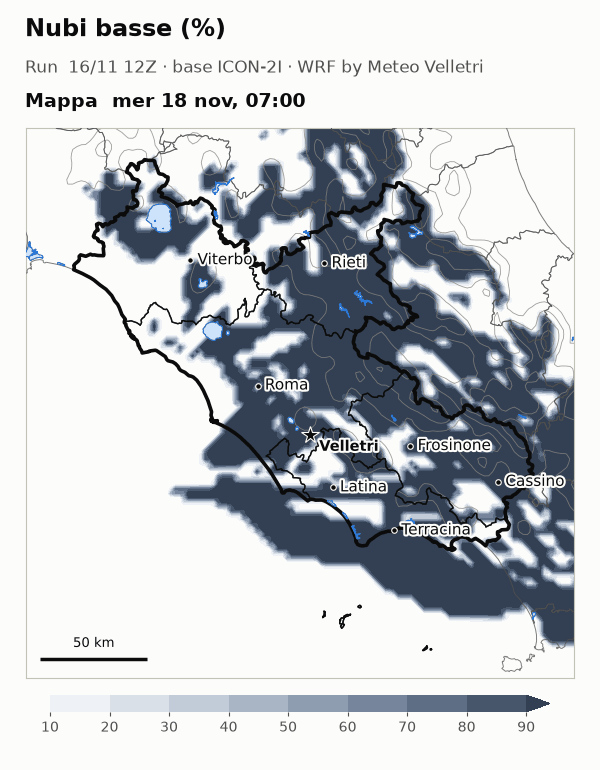 Nubi basse (%)
Run  16/11 12Z · base ICON-2I · WRF by Meteo Velletri
Mappa  mer 18 nov, 07:00
Viterbo
Rieti
Roma
Velletri
Frosinone
Cassino
Latina
Terracina
50 km
10 20 30 40 50 60 70 80 90